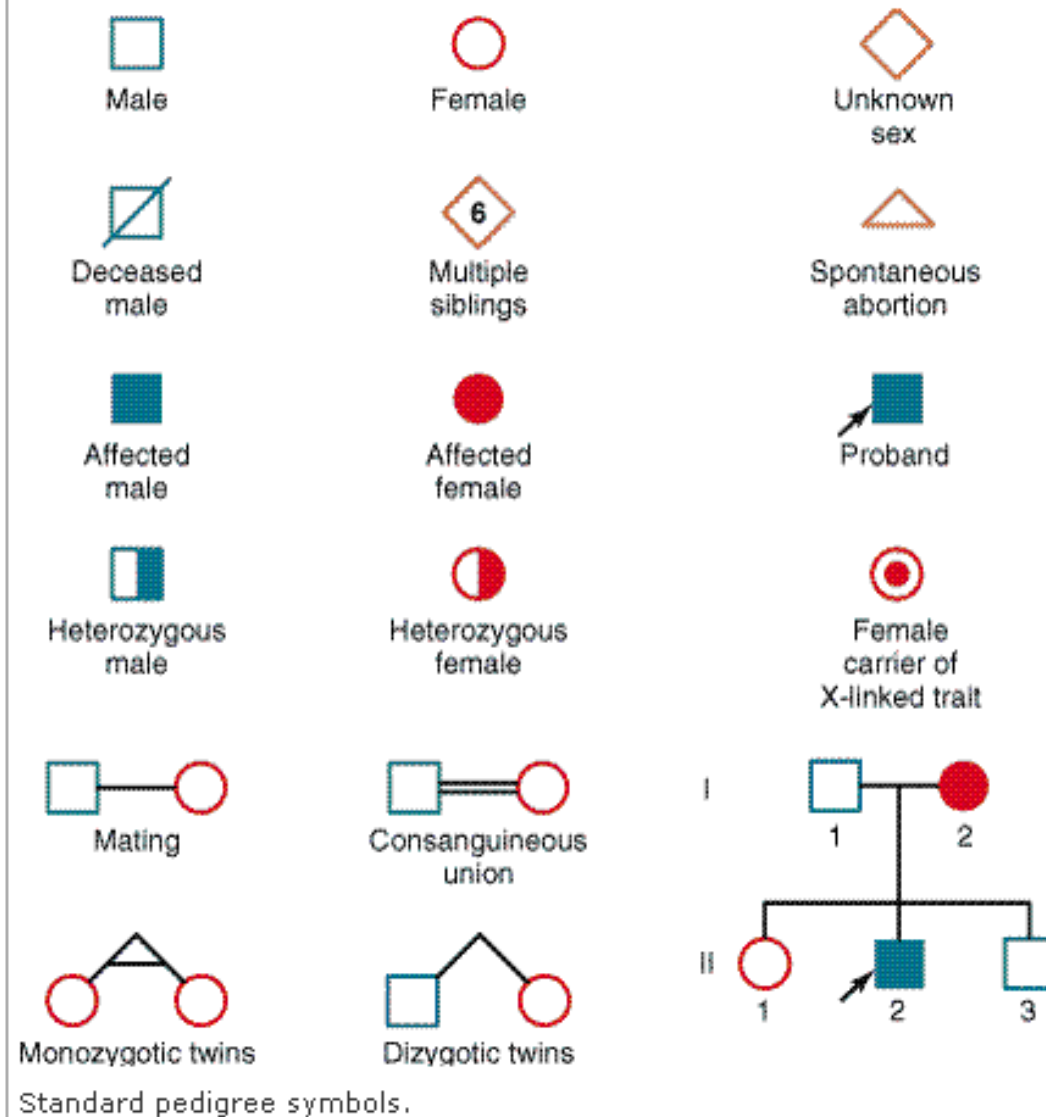 Male
Female
Unknown
sex
6
Deceased
male
Multiple
siblings
Spontaneous
abortion
Affected
male
Affected
female
Proband
Heterozygous
male
Heterozygous
female
Female
carrier of
X-linked trait
Mating
Consanguineous
union
I
1
2
Monozygotic twins
Dizygotic twins
II
1
2
3
Standard pedigree symbols.